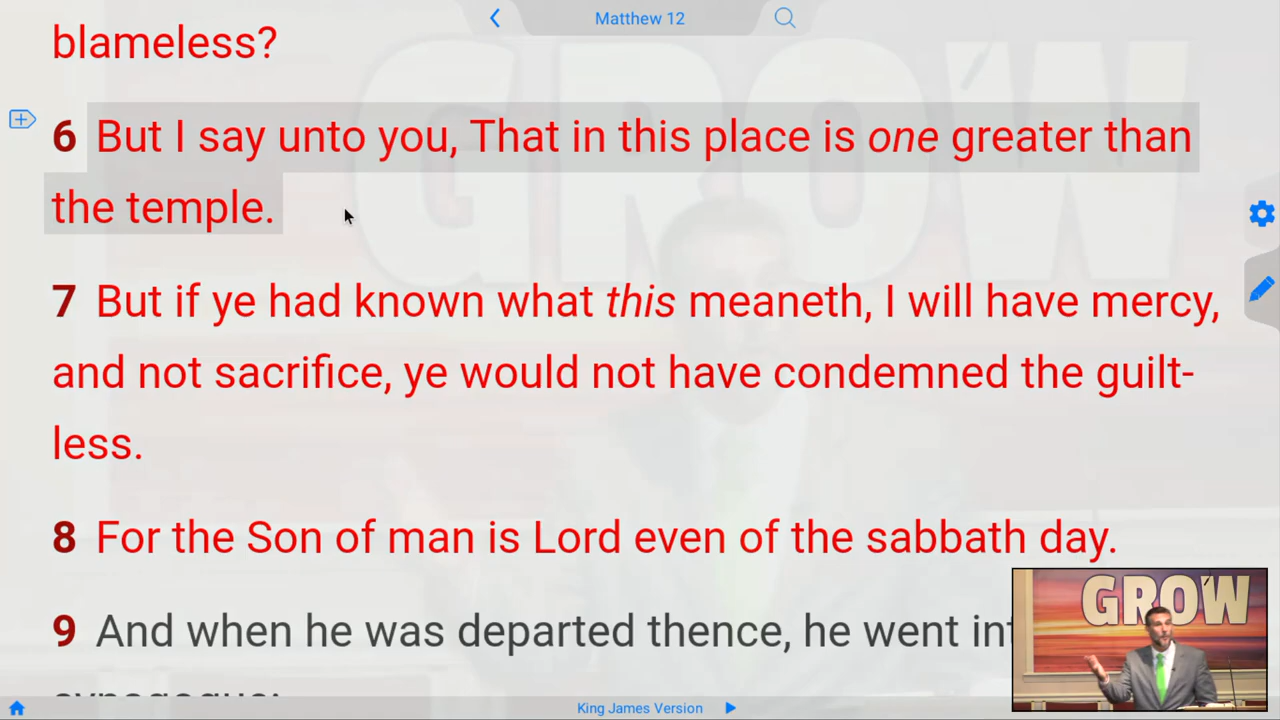 Matthew 12
blameless?
6 But I say unto you, That in this place is one greater than
the temple.
7 But if ye had known what this meaneth, I will have mercy,
and not sacrifice, ye would not have condemned the guilt-
less.
8 For the Son of man is Lord even of the sabbath day.
9 And when he was departed thence, he went
GROW
King James Version
GROW